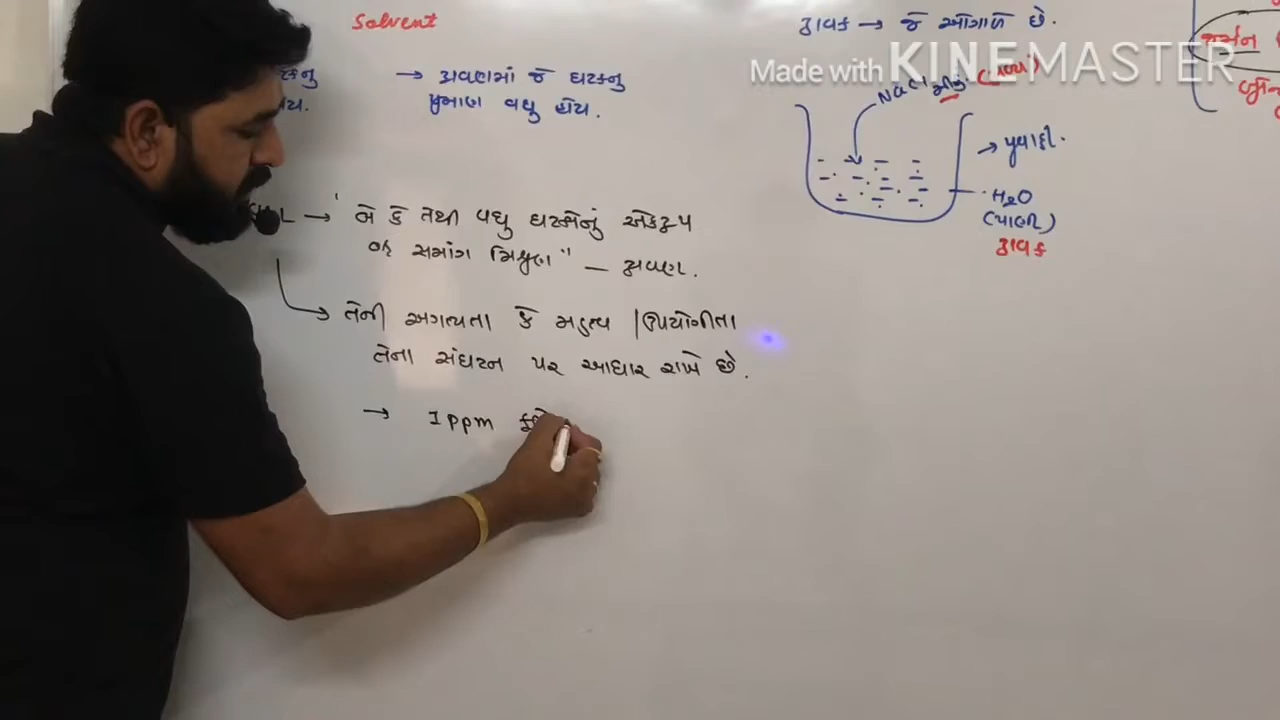 Solvent
→ દ્રાવણમાં જે ઘટકનુ
પ્રમાણ વધુ હોય.
દ્રાવક → જે ઓગાળે છે.
Made with KINEMASTER
NaCl મીઠું (દ્રાવ્ય)
→ પ્રવાહી.
H₂O
(પાણી)
દ્રાવક
→ "બે કે તેથી વધુ ઘટકોનું એકરૂપ
સમાંગ મિશ્રણ" – દ્રાવણ.
→ તેની અગત્યતા કે મહત્વ / ઉપયોગીતા
તેના સંઘટન પર આધાર રાખે છે.
→ 1ppm